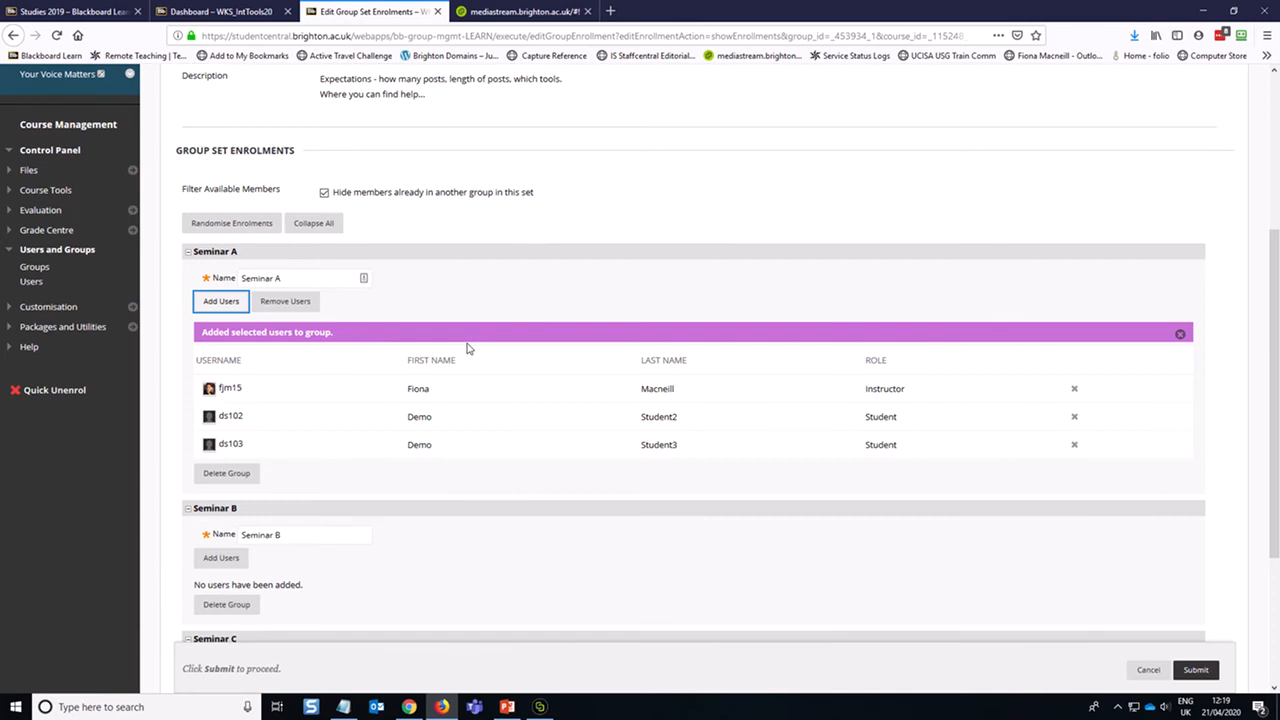 Studies 2019 – Blackboard Learn
Dashboard – WKS_IntTools20
Edit Group Set Enrolments – W
mediastream.brighton.ac.uk/#!
https://studentcentral.brighton.ac.uk/webapps/bb-group-mgmt-LEARN/execute/editGroupEnrollment?editEnrollmentAction=showEnrolments&group_id=_453934_1&course_id=_115248
Blackboard Learn
Remote Teaching | Te...
Add to My Bookmarks
Active Travel Challenge
Brighton Domains – Ju...
Capture Reference
IS Staffcentral Editorial...
mediastream.brighton...
Service Status Logs
UCISA USG Train Comm
Fiona Macneill - Outlo...
Home - folio
Computer Store
Your Voice Matters
Course Management
Control Panel
Files
Course Tools
Evaluation
Grade Centre
Users and Groups
Groups
Users
Customisation
Packages and Utilities
Help
Quick Unenrol
Description
Expectations - how many posts, length of posts, which tools.
Where you can find help...
GROUP SET ENROLMENTS
Filter Available Members
Hide members already in another group in this set
Randomise Enrolments
Collapse All
Seminar A
Name Seminar A
Add Users
Remove Users
Added selected users to group.
USERNAME FIRST NAME LAST NAME ROLE
fjm15 Fiona Macneill Instructor
ds102 Demo Student2 Student
ds103 Demo Student3 Student
Delete Group
Seminar B
Name Seminar B
Add Users
No users have been added.
Delete Group
Seminar C
Click Submit to proceed.
Cancel
Submit
Type here to search
ENG
UK
12:19
21/04/2020